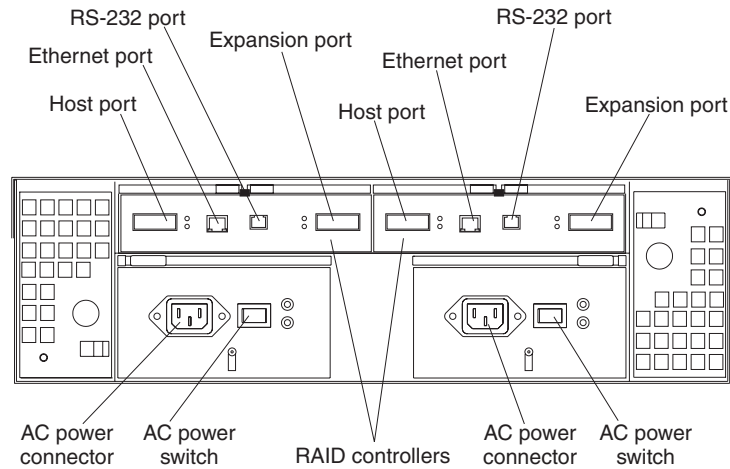 RS-232 port
Expansion port
Ethernet port
Host port
RS-232 port
Ethernet port
Host port
Expansion port
AC power
connector
AC power
switch
RAID controllers
AC power
connector
AC power
switch